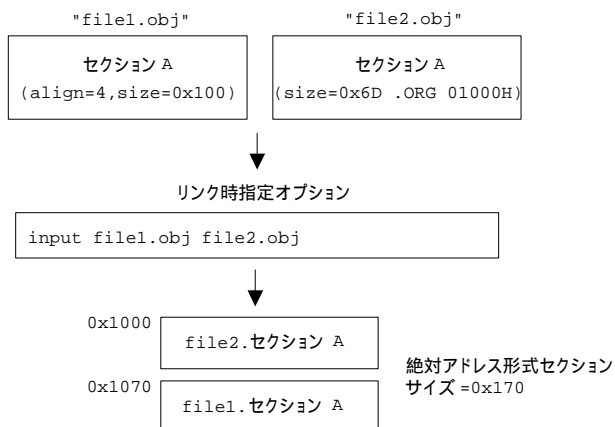 "file1.obj"
"file2.obj"
セクション A
(align=4,size=0x100)
セクション A
(size=0x6D .ORG 01000H)
リンク時指定オプション
input file1.obj file2.obj
0x1000
file2.セクション A
0x1070
file1.セクション A
絶対アドレス形式セクション
サイズ =0x170